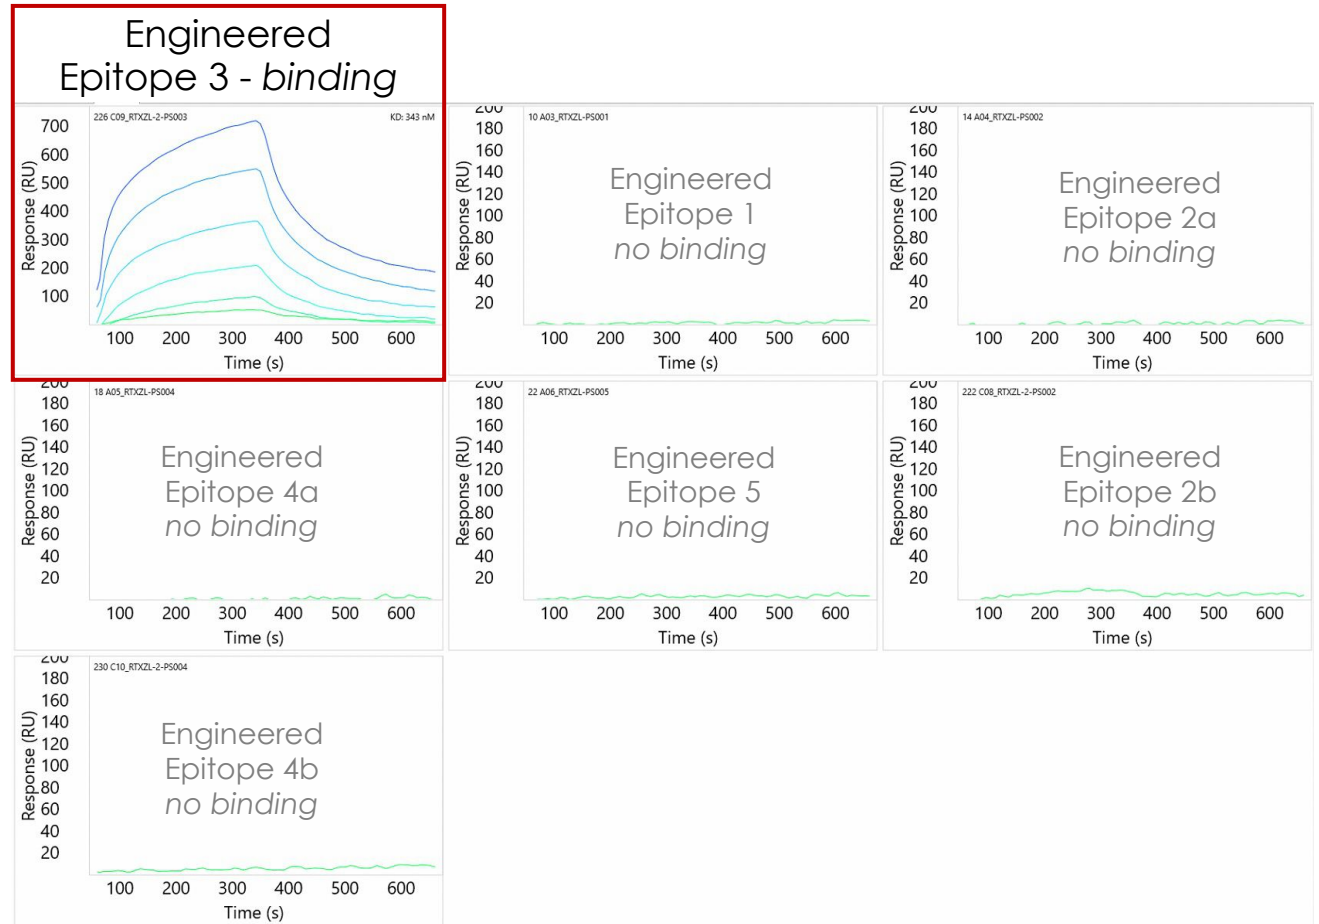 Engineered
Epitope 3 - binding
226 C09_RTXZL-2-PS003
KD: 343 nM
700
600
500
400
300
200
100
Response (RU)
100 200 300 400 500 600
Time (s)
10 A03_RTXZL-PS001
200
180
160
140
120
100
80
60
40
20
Response (RU)
Engineered
Epitope 1
no binding
100 200 300 400 500 600
Time (s)
14 A04_RTXZL-PS002
200
180
160
140
120
100
80
60
40
20
Response (RU)
Engineered
Epitope 2a
no binding
100 200 300 400 500 600
Time (s)
18 A05_RTXZL-PS004
200
180
160
140
120
100
80
60
40
20
Response (RU)
Engineered
Epitope 4a
no binding
100 200 300 400 500 600
Time (s)
22 A06_RTXZL-PS005
200
180
160
140
120
100
80
60
40
20
Response (RU)
Engineered
Epitope 5
no binding
100 200 300 400 500 600
Time (s)
222 C08_RTXZL-2-PS002
200
180
160
140
120
100
80
60
40
20
Response (RU)
Engineered
Epitope 2b
no binding
100 200 300 400 500 600
Time (s)
230 C10_RTXZL-2-PS004
200
180
160
140
120
100
80
60
40
20
Response (RU)
Engineered
Epitope 4b
no binding
100 200 300 400 500 600
Time (s)